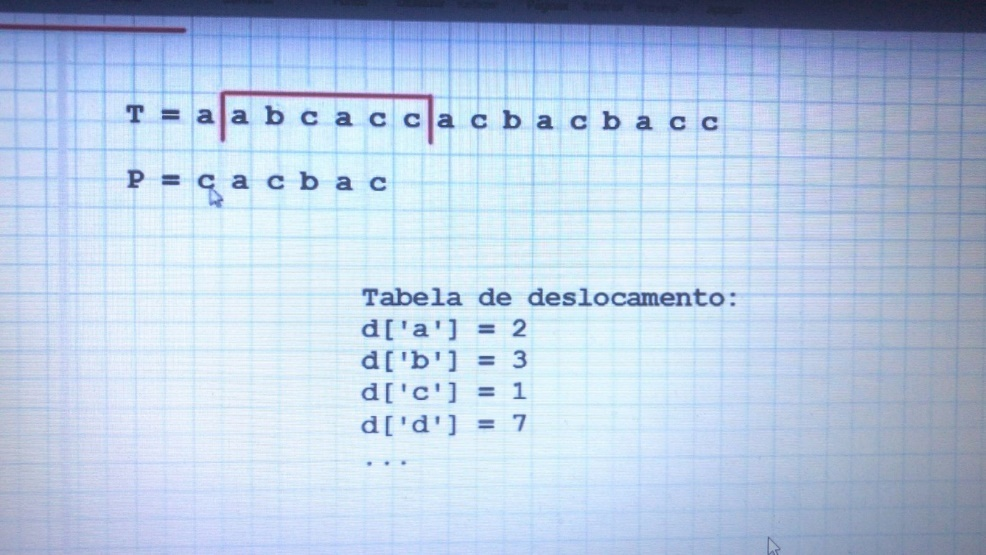 T = a a b c a c c a c b a c b a c c
P = c a c b a c
Tabela de deslocamento:
d['a'] = 2
d['b'] = 3
d['c'] = 1
d['d'] = 7
...